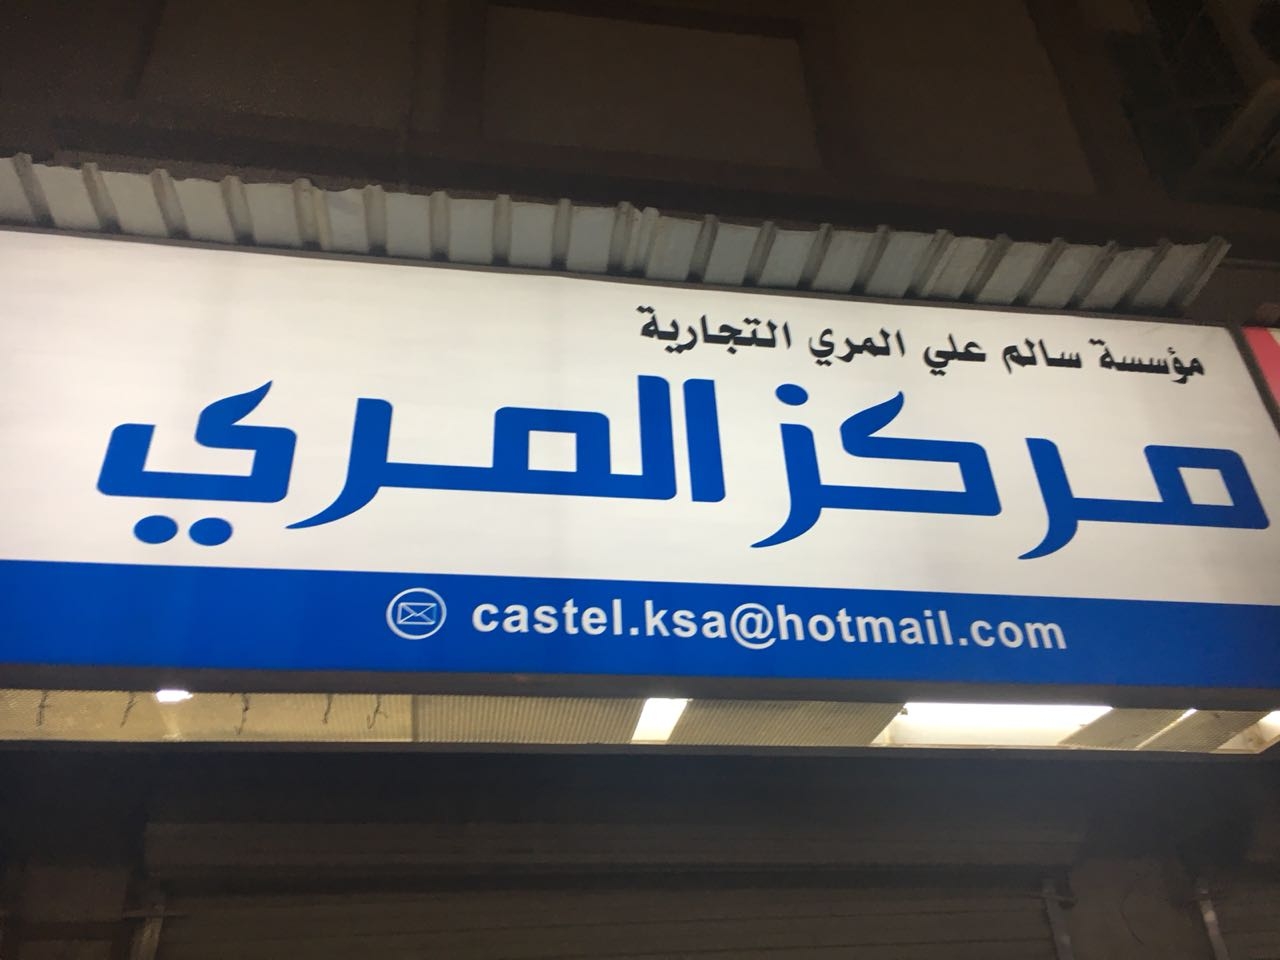 مؤسسة سالم علي المري التجارية
مركز المري
castel.ksa@hotmail.com